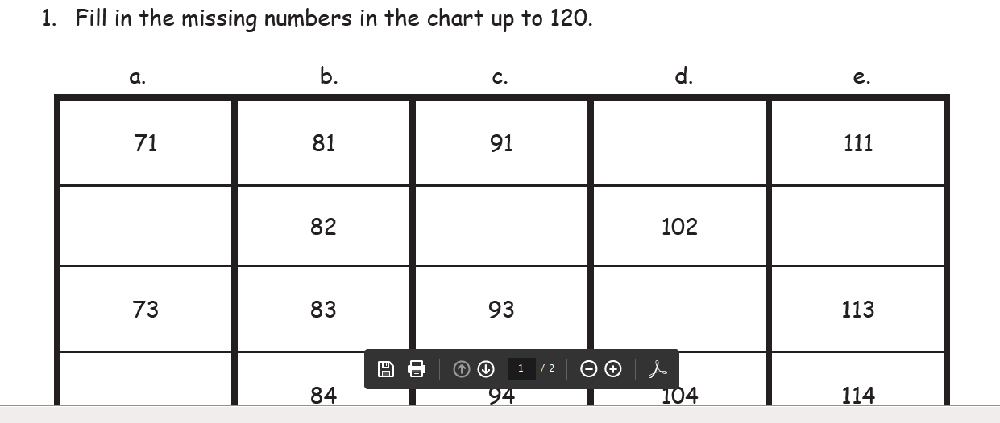 1. Fill in the missing numbers in the chart up to 120.
a. b. c. d. e.
71 81 91 111
82 102
73 83 93 113
1 / 2
84 94 104 114